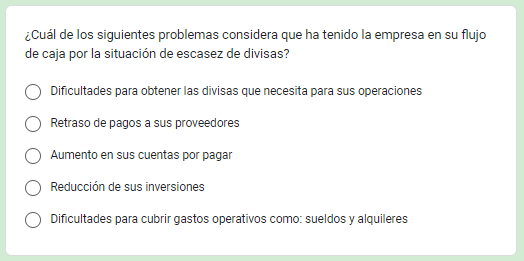 ¿Cuál de los siguientes problemas considera que ha tenido la empresa en su flujo
de caja por la situación de escasez de divisas?
Dificultades para obtener las divisas que necesita para sus operaciones
Retraso de pagos a sus proveedores
Aumento en sus cuentas por pagar
Reducción de sus inversiones
Dificultades para cubrir gastos operativos como: sueldos y alquileres